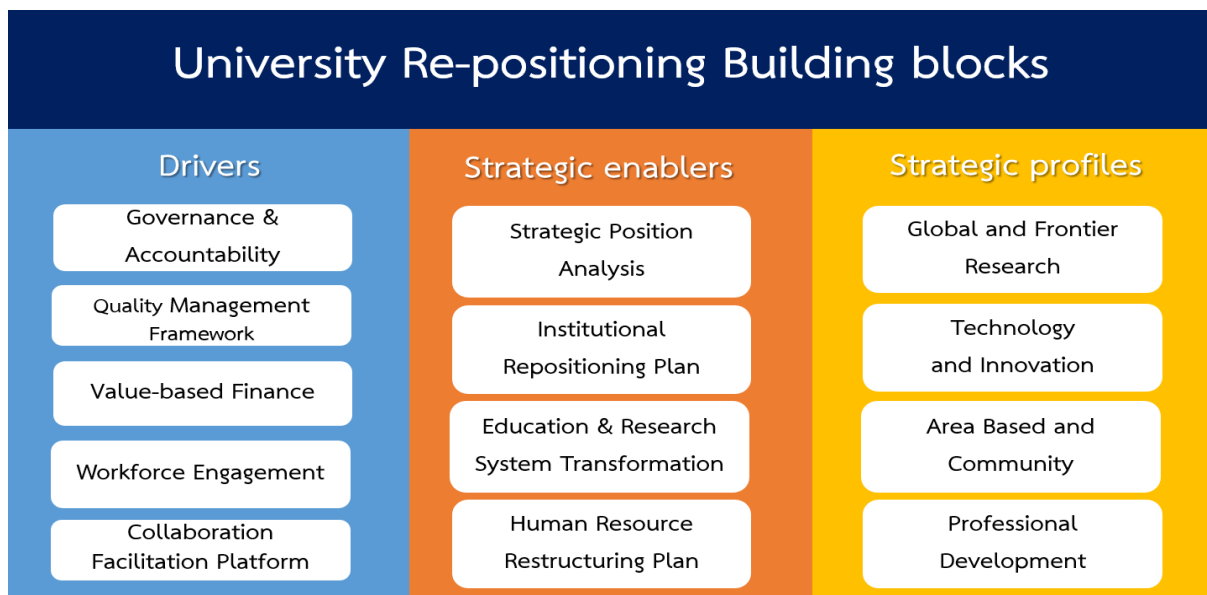 University Re-positioning Building blocks
Drivers
Governance &
Accountability
Quality Management
Framework
Value-based Finance
Workforce Engagement
Collaboration
Facilitation Platform
Strategic enablers
Strategic Position
Analysis
Institutional
Repositioning Plan
Education & Research
System Transformation
Human Resource
Restructuring Plan
Strategic profiles
Global and Frontier
Research
Technology
and Innovation
Area Based and
Community
Professional
Development